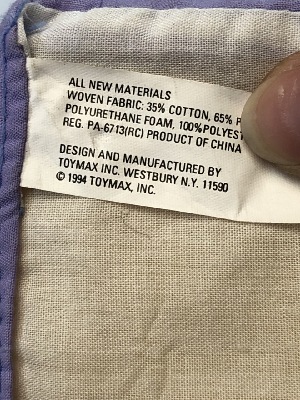 ALL NEW MATERIALS
WOVEN FABRIC: 35% COTTON, 65%
POLYURETHANE FOAM, 100%
REG. PA-6713(RC) PRODUCT OF CHINA
DESIGN AND MANUFACTURED BY
TOYMAX INC. WESTBURY N.Y. 11590
© 1994 TOYMAX, INC.